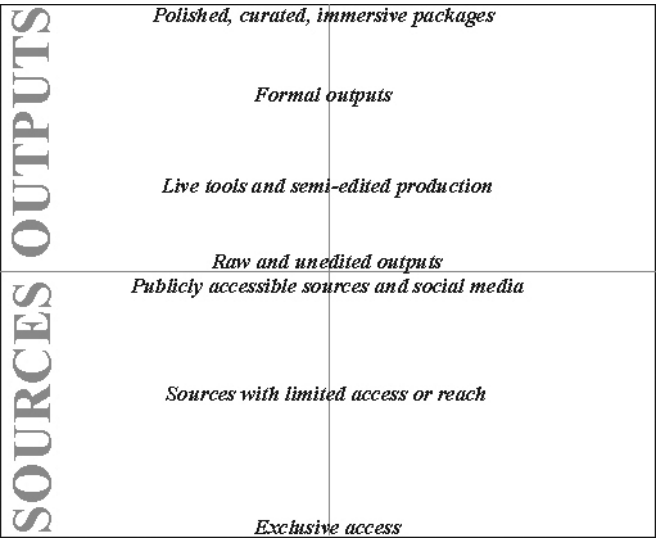 OUTPUTS
Polished, curated, immersive packages
Formal outputs
Live tools and semi-edited production
Raw and unedited outputs
SOURCES
Publicly accessible sources and social media
Sources with limited access or reach
Exclusive access